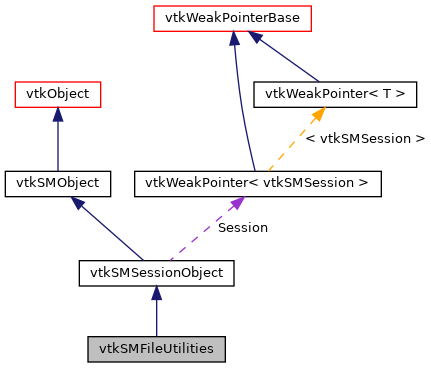 vtkWeakPointerBase
vtkObject
vtkWeakPointer< T >
< vtkSMSession >
vtkSMObject
vtkWeakPointer< vtkSMSession >
Session
vtkSMSessionObject
vtkSMFileUtilities